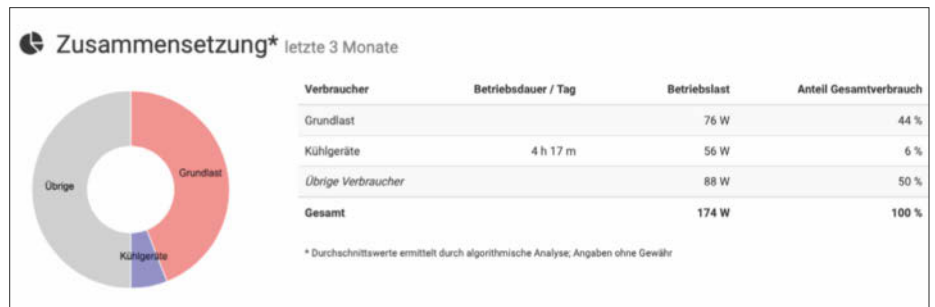 Zusammensetzung* letzte 3 Monate
Verbraucher Betriebsdauer / Tag Betriebslast Anteil Gesamtverbrauch
Grundlast 76 W 44 %
Kühlgeräte 4 h 17 m 56 W 6 %
Übrige Verbraucher 88 W 50 %
Gesamt 174 W 100 %
* Durchschnittswerte ermittelt durch algorithmische Analyse; Angaben ohne Gewähr
Übrige
Grundlast
Kühlgeräte